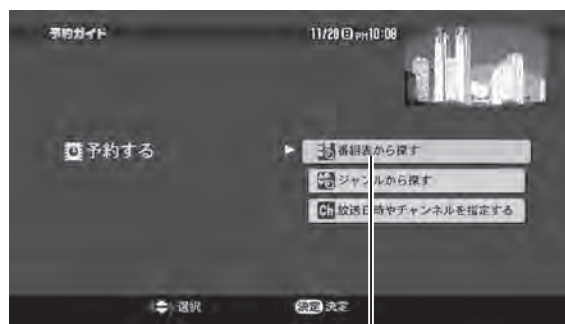 予約ガイド
11/20 日 PM10:08
予約する
番組表から探す
ジャンルから探す
Ch 放送日時やチャンネルを指定する
選択
決定 決定